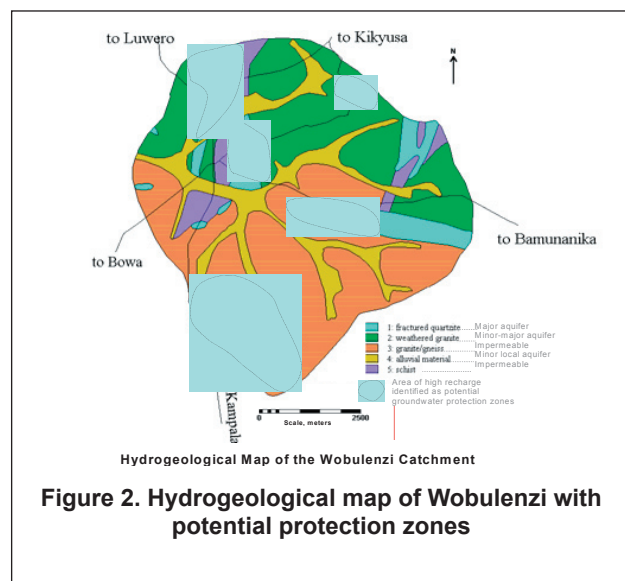 to Luwero
to Kikyusa
N
to Bamunanika
to Bowa
to Kampala
1: fractured quartzite......Major aquifer
2: weathered granite......Minor-major aquifer
3: granite/gneiss..........Impermeable
4: alluvial material........Minor local aquifer
5: schist ......................Impermeable
Area of high recharge
identified as potential
groundwater protection zones
0
2500
Scale, meters
Hydrogeological Map of the Wobulenzi Catchment
Figure 2. Hydrogeological map of Wobulenzi with
potential protection zones